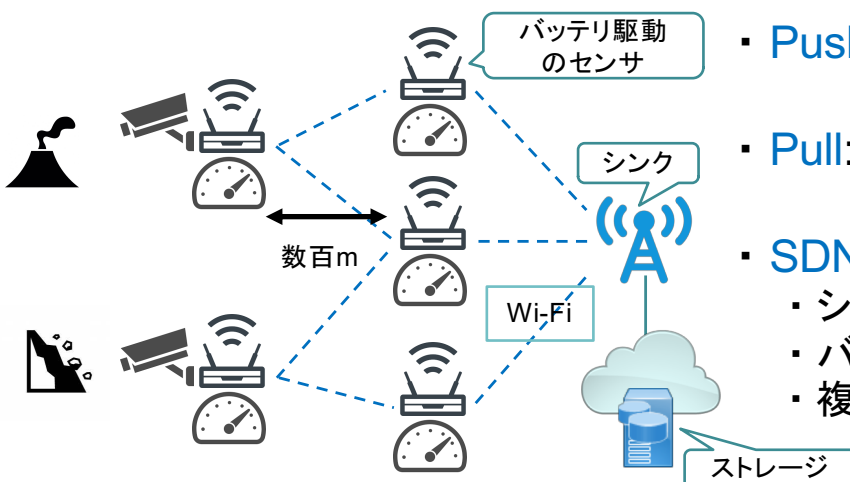 バッテリ駆動
のセンサ
・Push
・Pull:
シンク
数百m
・SDN
・シ
・バ
・複
Wi-Fi
ストレージ